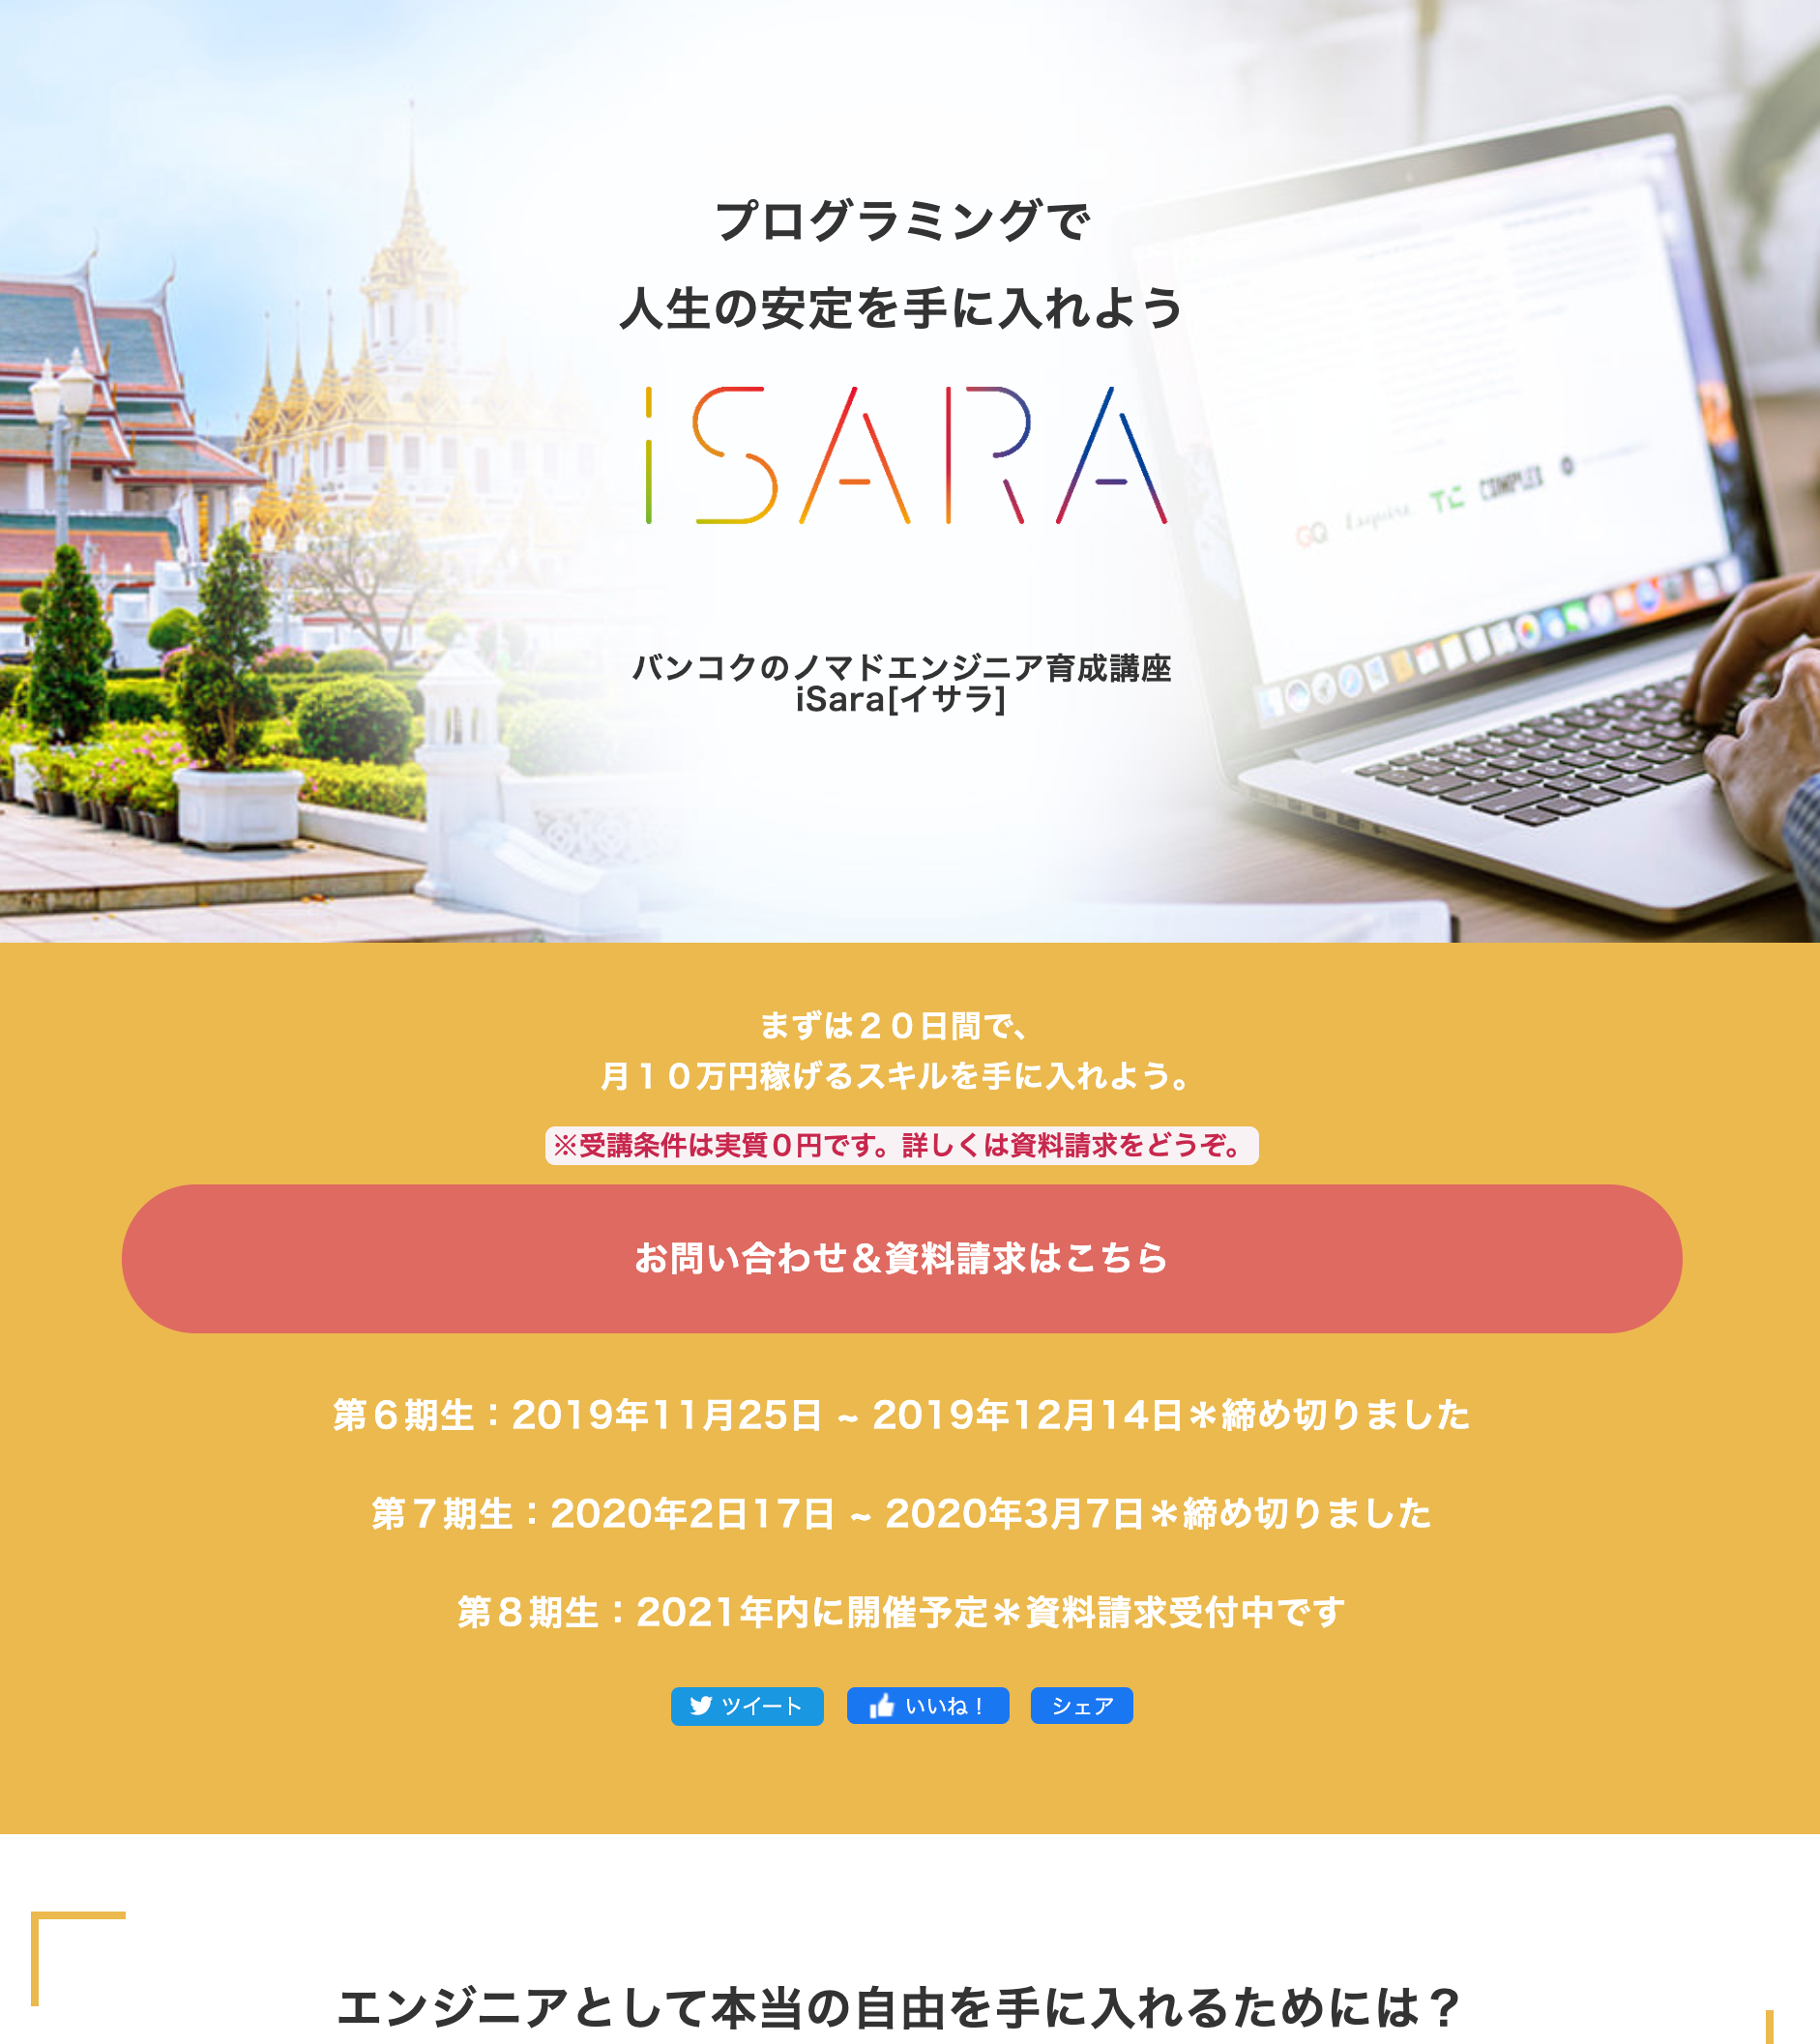 プログラミングで
人生の安定を手に入れよう
iSARA
バンコクのノマドエンジニア育成講座
iSara[イサラ]
GQ Esquire TC COMPLEX
まずは２０日間で、
月１０万円稼げるスキルを手に入れよう。
※受講条件は実質０円です。詳しくは資料請求をどうぞ。
お問い合わせ＆資料請求はこちら
第６期生：2019年11月25日 ~ 2019年12月14日＊締め切りました
第７期生：2020年2日17日 ~ 2020年3月7日＊締め切りました
第８期生：2021年内に開催予定＊資料請求受付中です
ツイート いいね！ シェア
エンジニアとして本当の自由を手に入れるためには？